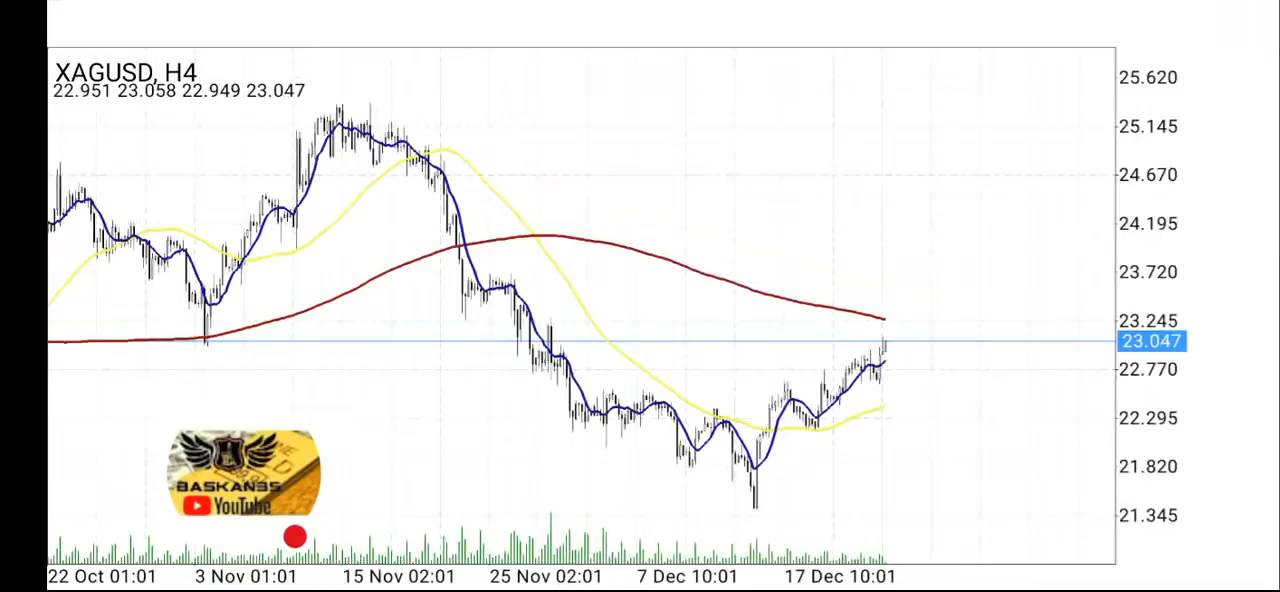 XAGUSD, H4
22.951 23.058 22.949 23.047
25.620
25.145
24.670
24.195
23.720
23.245
23.047
22.770
22.295
21.820
21.345
BASKAN35
YouTube
22 Oct 01:01 3 Nov 01:01 15 Nov 02:01 25 Nov 02:01 7 Dec 10:01 17 Dec 10:01